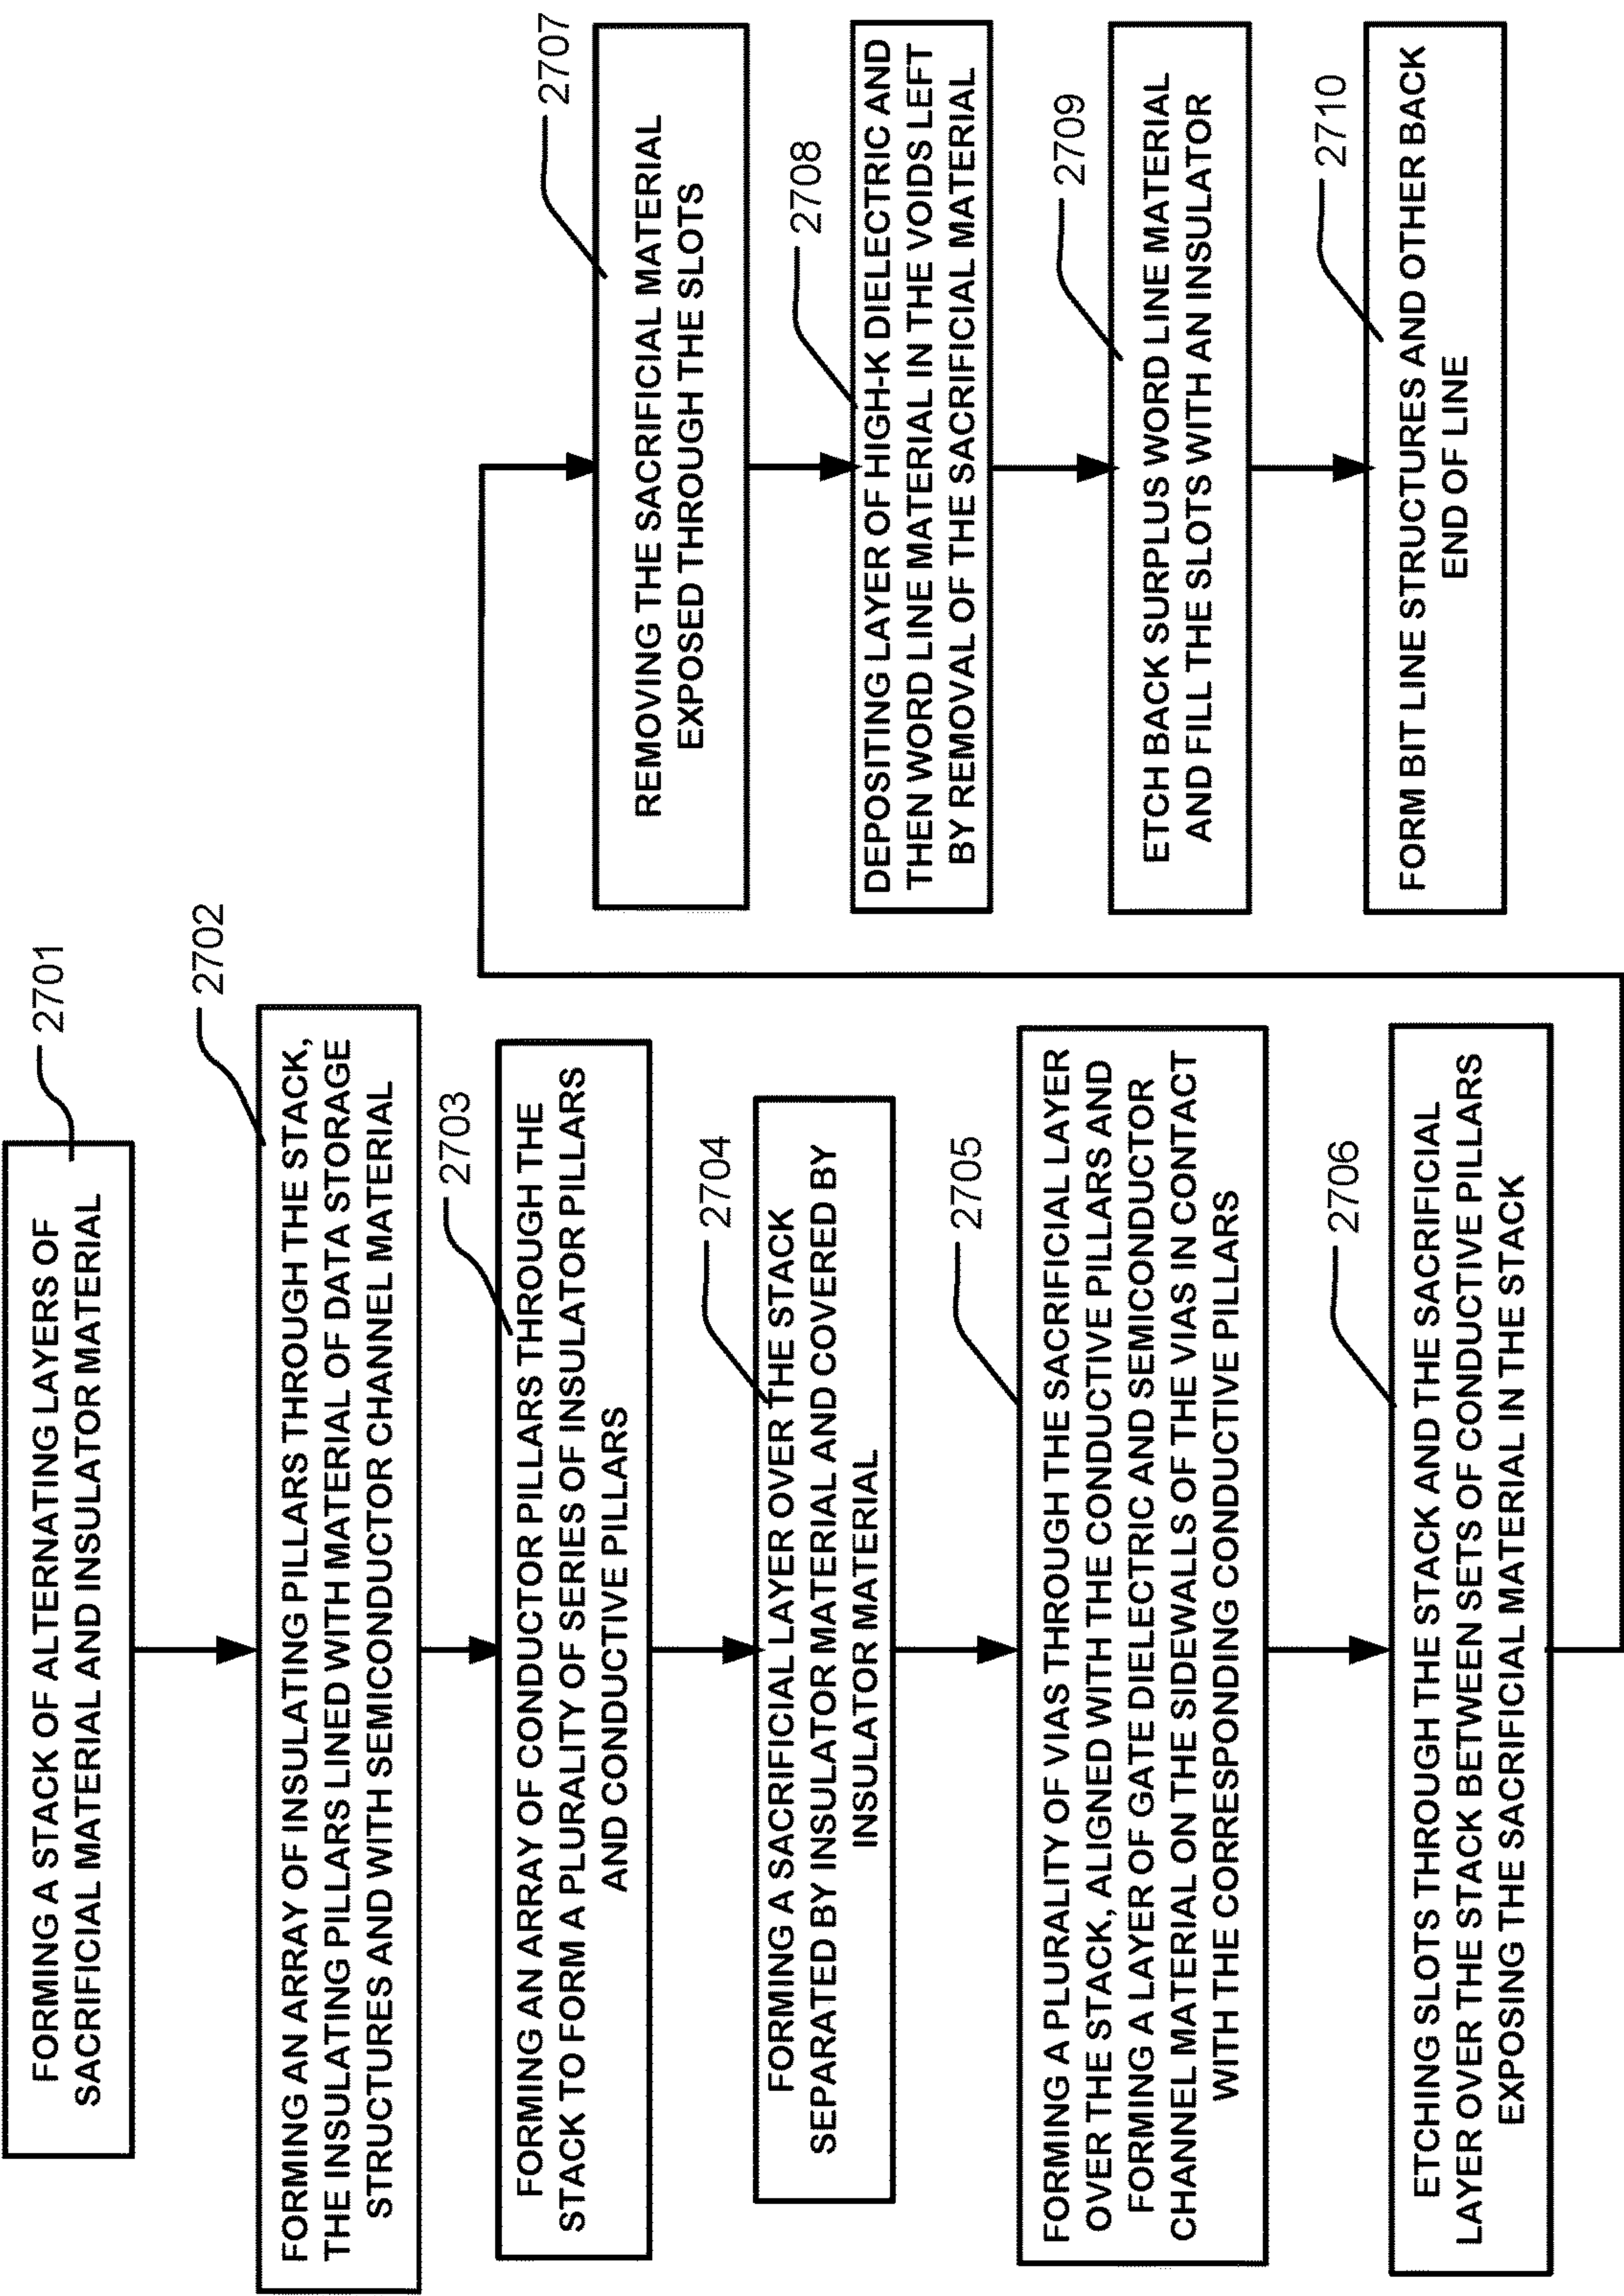 2701
FORMING A STACK OF ALTERNATING LAYERS OF
SACRIFICIAL MATERIAL AND INSULATOR MATERIAL
2702
FORMING AN ARRAY OF INSULATING PILLARS THROUGH THE STACK,
THE INSULATING PILLARS LINED WITH MATERIAL OF DATA STORAGE
STRUCTURES AND WITH SEMICONDUCTOR CHANNEL MATERIAL
2703
FORMING AN ARRAY OF CONDUCTOR PILLARS THROUGH THE
STACK TO FORM A PLURALITY OF SERIES OF INSULATOR PILLARS
AND CONDUCTIVE PILLARS
2704
FORMING A SACRIFICIAL LAYER OVER THE STACK
SEPARATED BY INSULATOR MATERIAL AND COVERED BY
INSULATOR MATERIAL
2705
FORMING A PLURALITY OF VIAS THROUGH THE SACRIFICIAL LAYER
OVER THE STACK, ALIGNED WITH THE CONDUCTIVE PILLARS AND
FORMING A LAYER OF GATE DIELECTRIC AND SEMICONDUCTOR
CHANNEL MATERIAL ON THE SIDEWALLS OF THE VIAS IN CONTACT
WITH THE CORRESPONDING CONDUCTIVE PILLARS
2706
ETCHING SLOTS THROUGH THE STACK AND THE SACRIFICIAL
LAYER OVER THE STACK BETWEEN SETS OF CONDUCTIVE PILLARS
EXPOSING THE SACRIFICIAL MATERIAL IN THE STACK
2707
REMOVING THE SACRIFICIAL MATERIAL
EXPOSED THROUGH THE SLOTS
2708
DEPOSITING LAYER OF HIGH-K DIELECTRIC AND
THEN WORD LINE MATERIAL IN THE VOIDS LEFT
BY REMOVAL OF THE SACRIFICIAL MATERIAL
2709
ETCH BACK SURPLUS WORD LINE MATERIAL
AND FILL THE SLOTS WITH AN INSULATOR
2710
FORM BIT LINE STRUCTURES AND OTHER BACK
END OF LINE